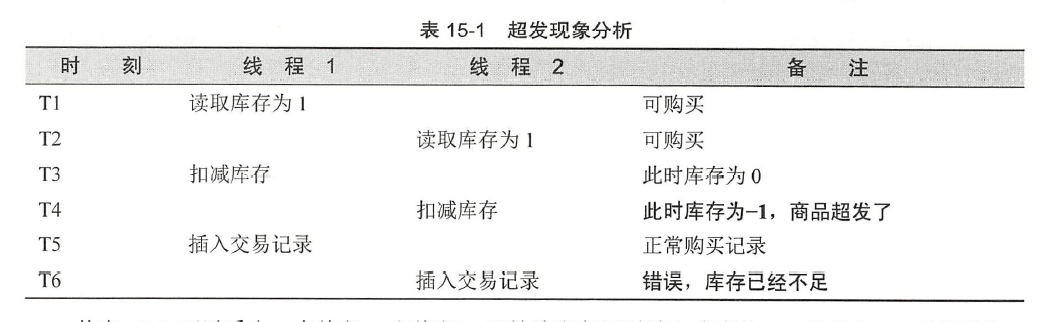 表 15-1 超发现象分析
时 刻 线 程 1 线 程 2 备 注
T1 读取库存为 1 可购买
T2 读取库存为 1 可购买
T3 扣减库存 此时库存为 0
T4 扣减库存 此时库存为–1，商品超发了
T5 插入交易记录 正常购买记录
T6 插入交易记录 错误，库存已经不足